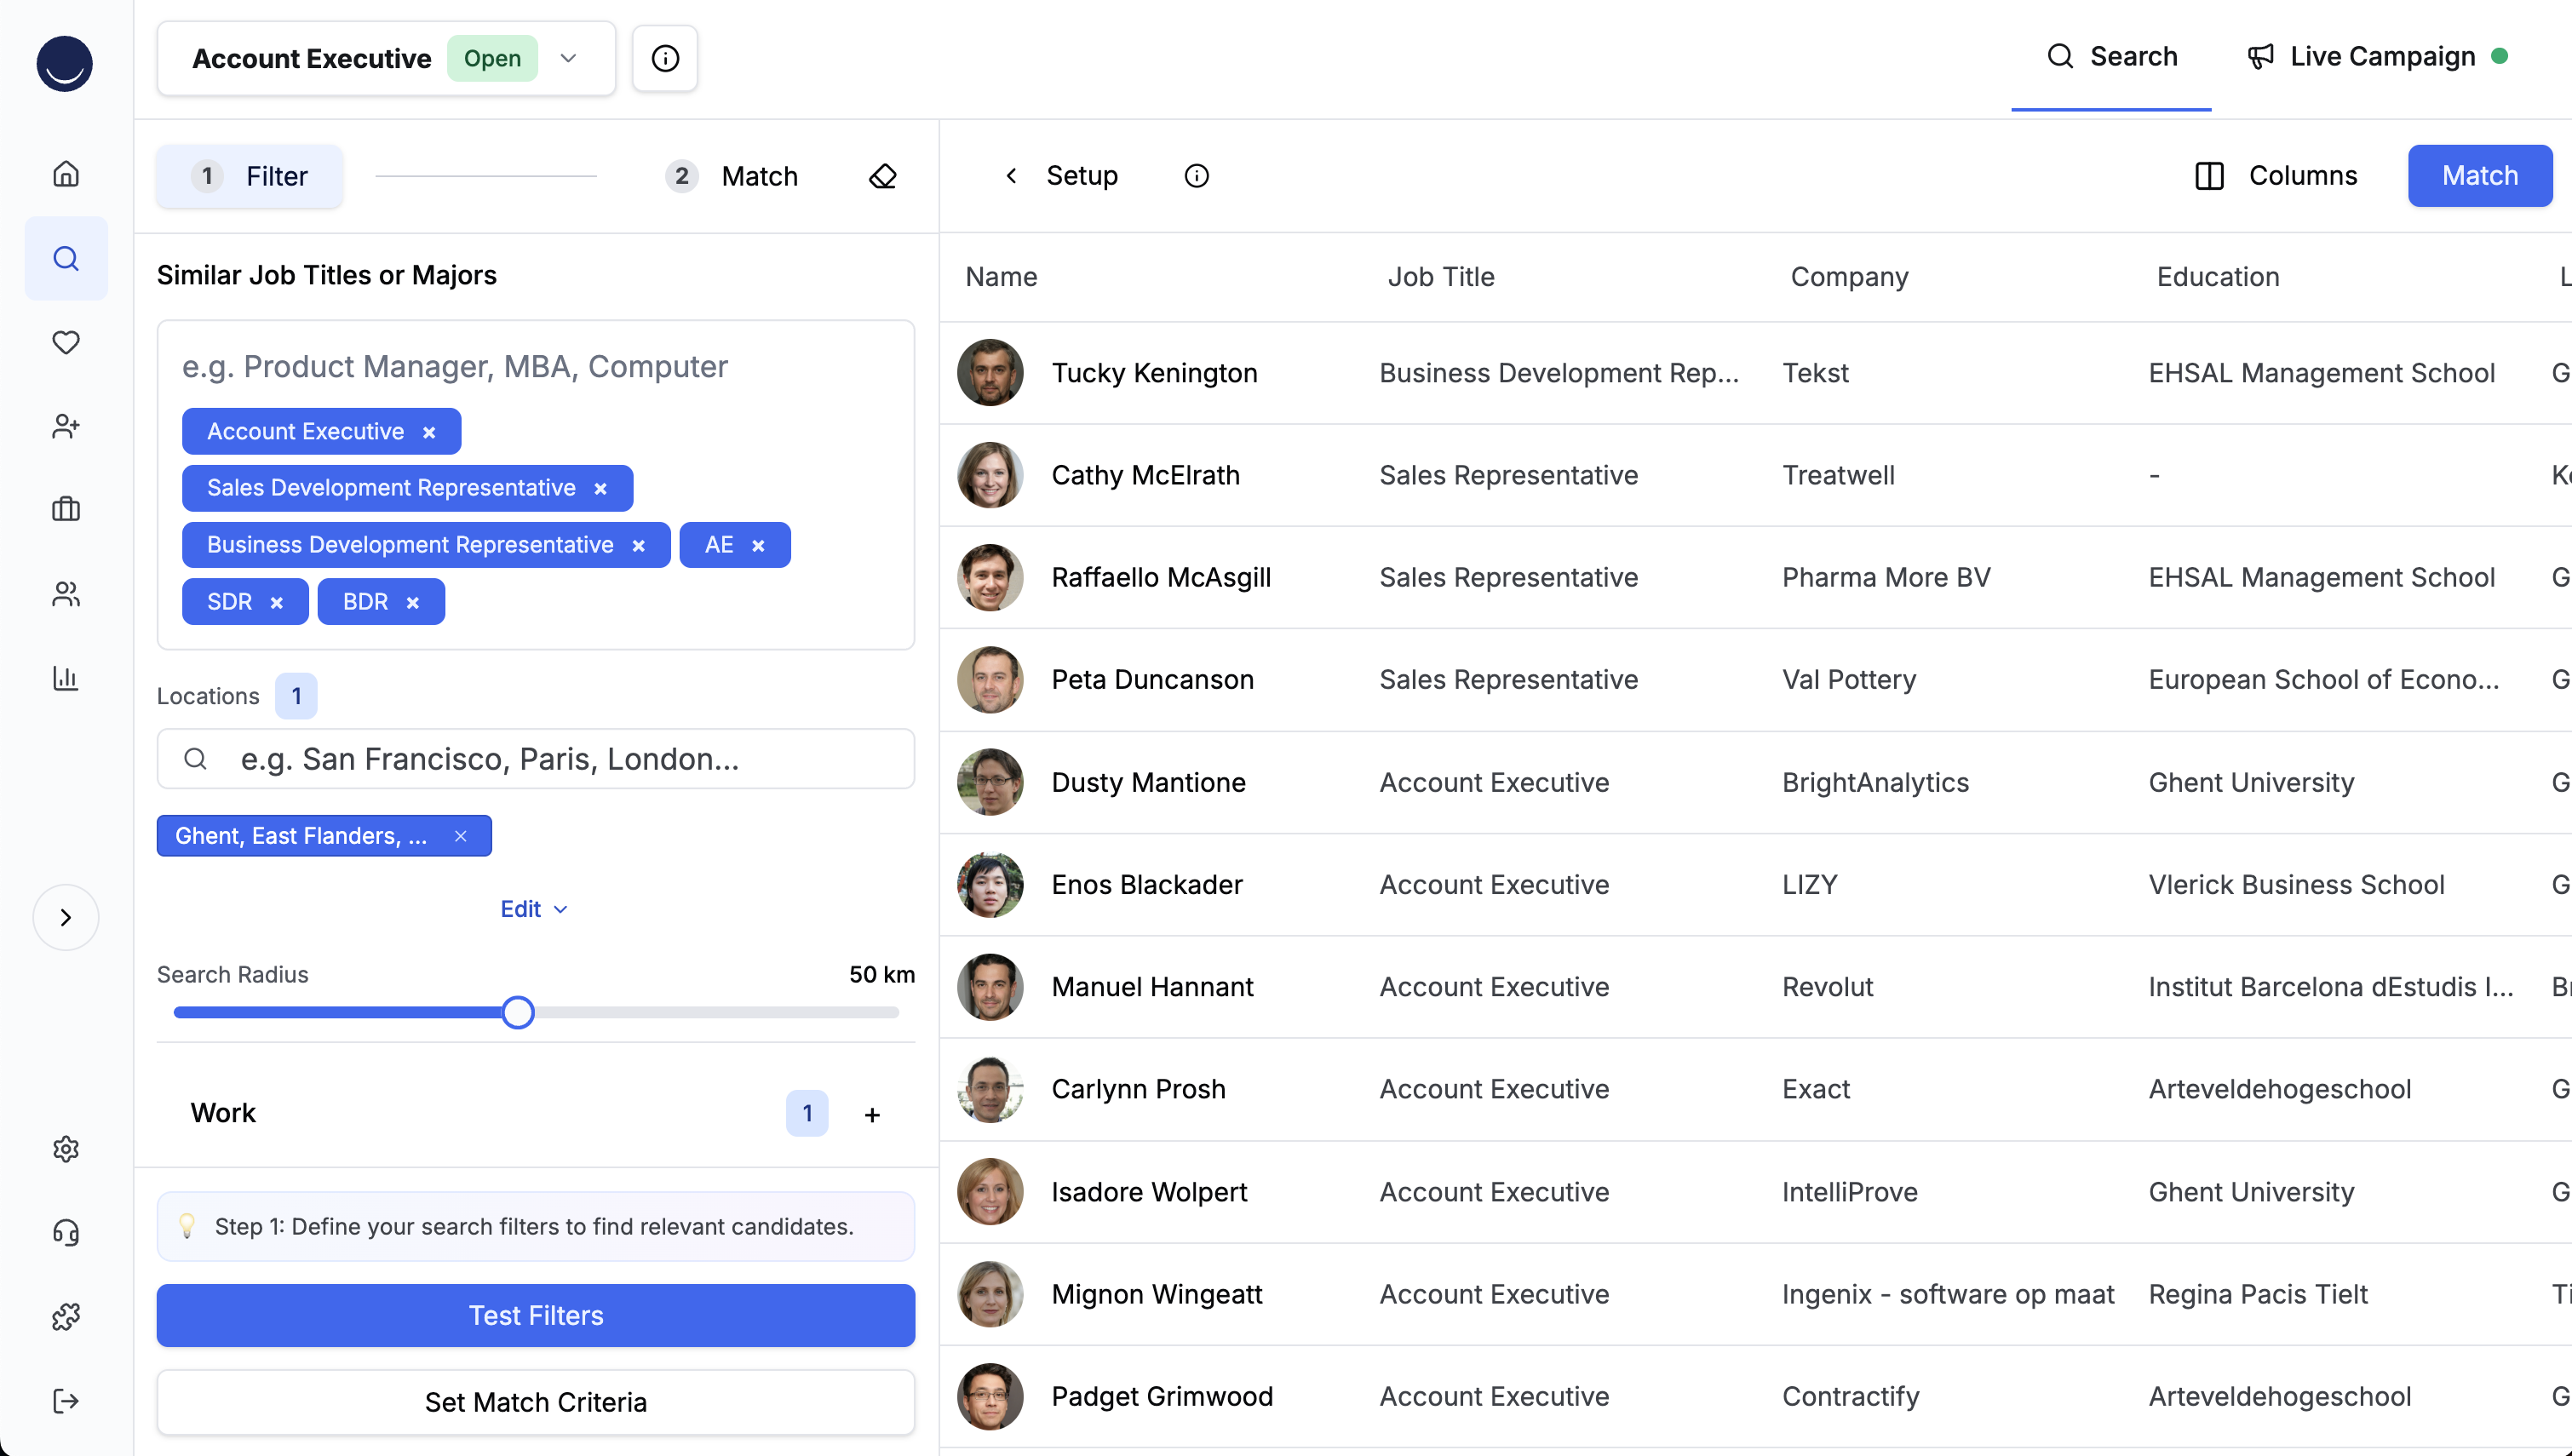 Account Executive Open
Search
Live Campaign
1 Filter
2 Match
Setup
Columns
Match
Similar Job Titles or Majors
e.g. Product Manager, MBA, Computer
Account Executive ×
Sales Development Representative ×
Business Development Representative × AE ×
SDR × BDR ×
Locations 1
e.g. San Francisco, Paris, London...
Ghent, East Flanders, ... ×
Edit
Search Radius 50 km
Work 1 +
Step 1: Define your search filters to find relevant candidates.
Test Filters
Set Match Criteria
Name Job Title Company Education L
Tucky Kenington Business Development Rep... Tekst EHSAL Management School G
Cathy McElrath Sales Representative Treatwell - Ke
Raffaello McAsgill Sales Representative Pharma More BV EHSAL Management School G
Peta Duncanson Sales Representative Val Pottery European School of Econo... G
Dusty Mantione Account Executive BrightAnalytics Ghent University G
Enos Blackader Account Executive LIZY Vlerick Business School G
Manuel Hannant Account Executive Revolut Institut Barcelona dEstudis I... Br
Carlynn Prosh Account Executive Exact Arteveldehogeschool G
Isadore Wolpert Account Executive IntelliProve Ghent University G
Mignon Wingeatt Account Executive Ingenix - software op maat Regina Pacis Tielt Ti
Padget Grimwood Account Executive Contractify Arteveldehogeschool G